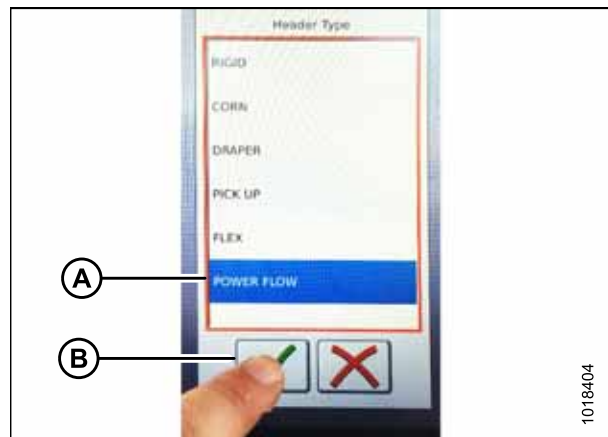 Header Type
RIGID
CORN
DRAPER
PICK UP
FLEX
POWER FLOW
A
B
1018404